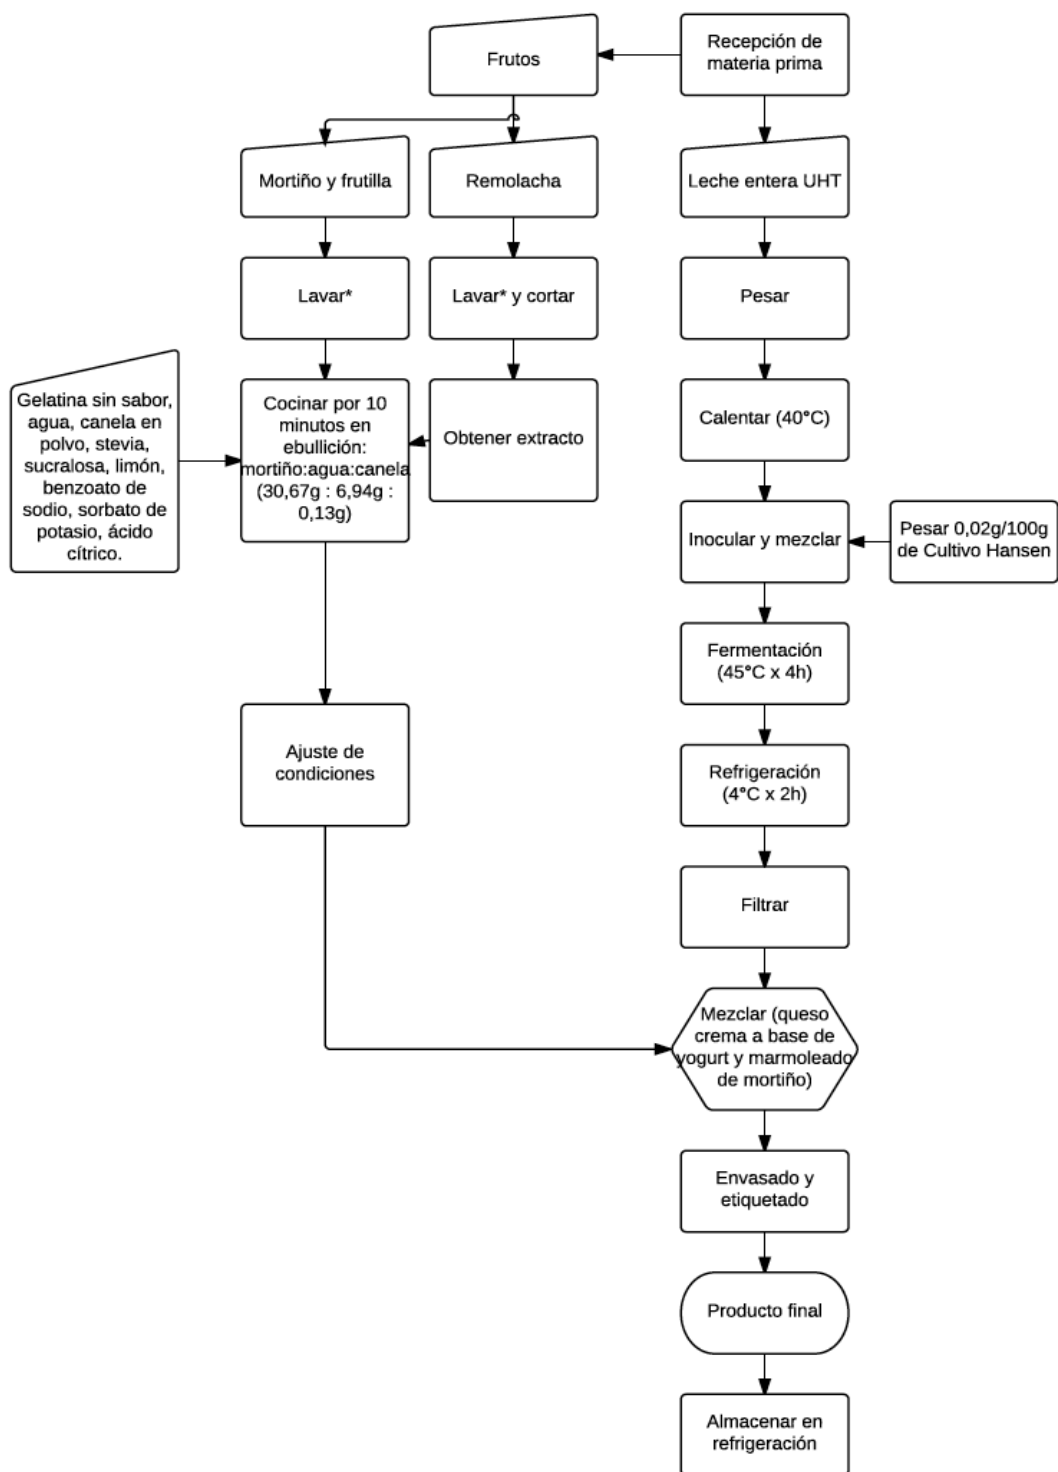 Frutos
Recepción de
materia prima
Mortiño y frutilla
Remolacha
Leche entera UHT
Lavar*
Lavar* y cortar
Pesar
Gelatina sin sabor,
agua, canela en
polvo, stevia,
sucralosa, limón,
benzoato de
sodio, sorbato de
potasio, ácido
cítrico.
Cocinar por 10
minutos en
ebullición:
mortiño:agua:canela
(30,67g : 6,94g :
0,13g)
Obtener extracto
Calentar (40°C)
Inocular y mezclar
Pesar 0,02g/100g
de Cultivo Hansen
Fermentación
(45°C x 4h)
Ajuste de
condiciones
Refrigeración
(4°C x 2h)
Filtrar
Mezclar (queso
crema a base de
yogurt y marmoleado
de mortiño)
Envasado y
etiquetado
Producto final
Almacenar en
refrigeración